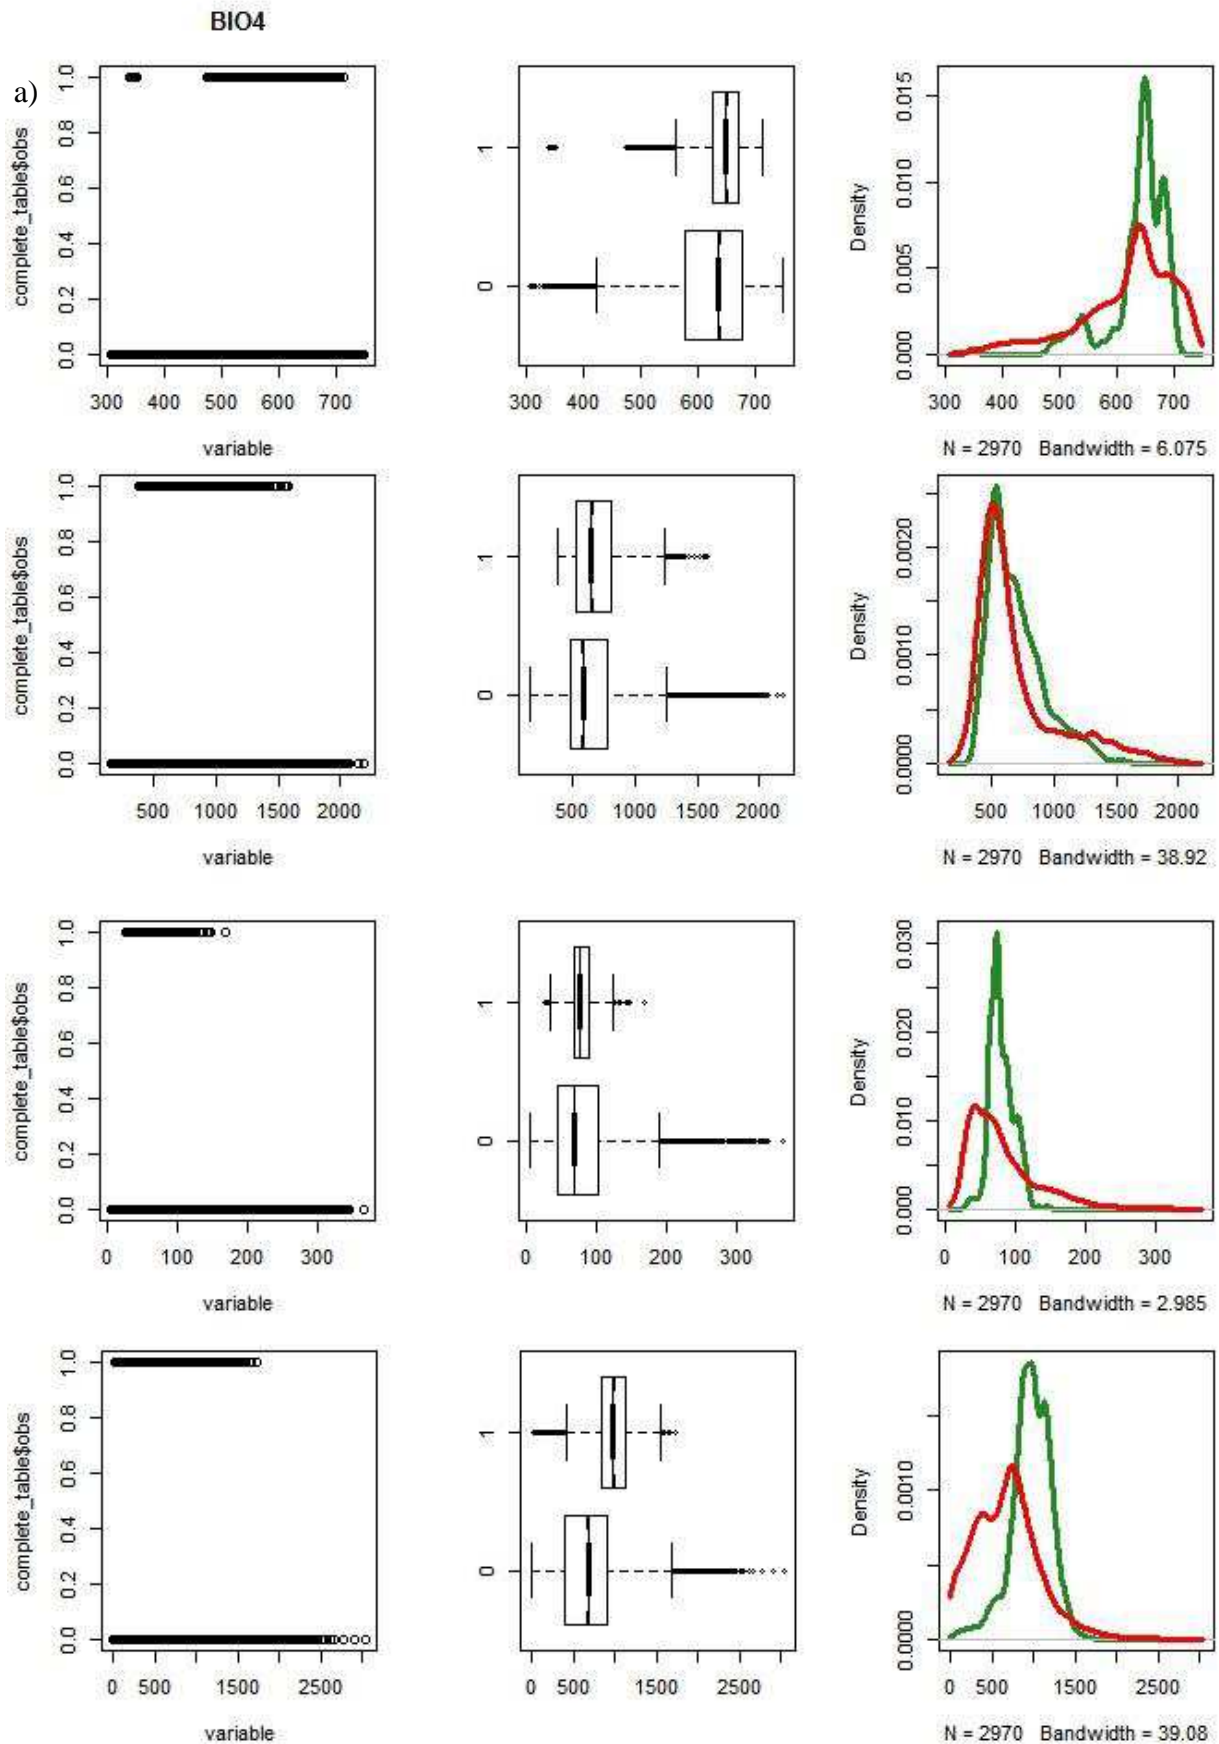 BIO4
a)
complete_table$obs
0.0 0.2 0.4 0.6 0.8 1.0
300 400 500 600 700
variable
0 1
300 400 500 600 700
Density
0.000 0.005 0.010 0.015
300 400 500 600 700
N = 2970 Bandwidth = 6.075
complete_table$obs
0.0 0.2 0.4 0.6 0.8 1.0
500 1000 1500 2000
variable
0 1
500 1000 1500 2000
Density
0.0000 0.0010 0.0020
500 1000 1500 2000
N = 2970 Bandwidth = 38.92
complete_table$obs
0.0 0.2 0.4 0.6 0.8 1.0
0 100 200 300
variable
0 1
0 100 200 300
Density
0.000 0.010 0.020 0.030
0 100 200 300
N = 2970 Bandwidth = 2.985
complete_table$obs
0.0 0.2 0.4 0.6 0.8 1.0
0 500 1500 2500
variable
0 1
0 500 1500 2500
Density
0.0000 0.0010
0 500 1500 2500
N = 2970 Bandwidth = 39.08